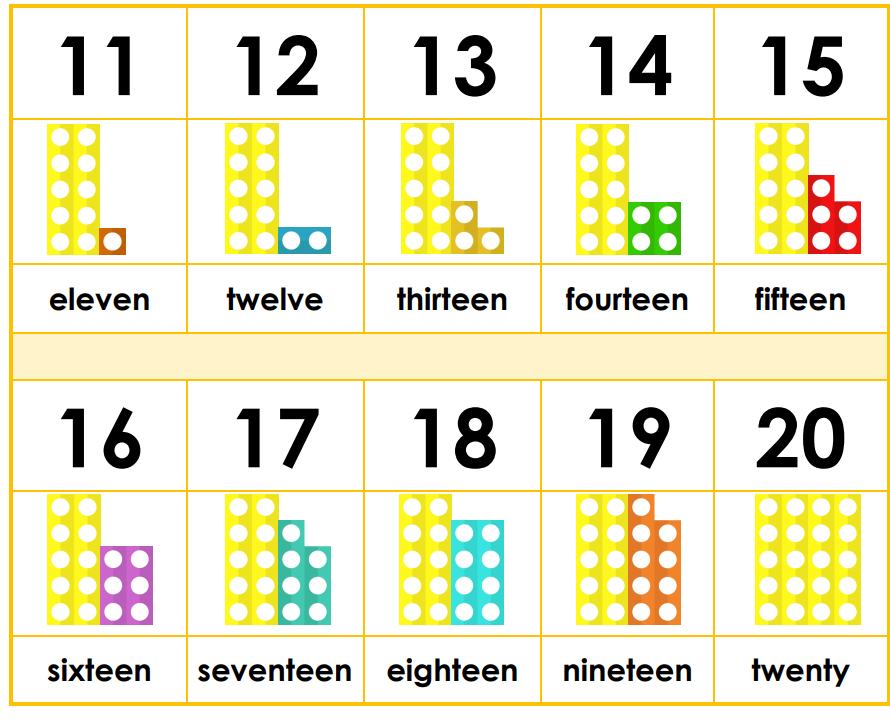 11 12 13 14 15
eleven twelve thirteen fourteen fifteen
16 17 18 19 20
sixteen seventeen eighteen nineteen twenty